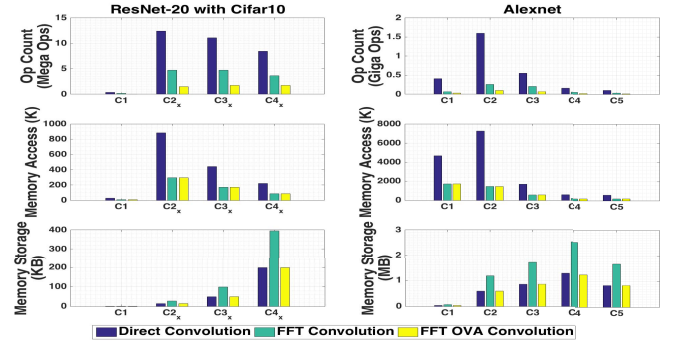 ResNet-20 with Cifar10
Op Count
(Mega Ops)
15
10
5
0
C1 C2x C3x C4x
Alexnet
Op Count
(Giga Ops)
2
1.5
1
0.5
0
C1 C2 C3 C4 C5
Memory Access (K)
1000
800
600
400
200
0
C1 C2x C3x C4x
Memory Access (K)
8000
6000
4000
2000
0
C1 C2 C3 C4 C5
Memory Storage
(KB)
400
300
200
100
0
C1 C2x C3x C4x
Memory Storage
(MB)
3
2
1
0
C1 C2 C3 C4 C5
Direct Convolution FFT Convolution FFT OVA Convolution